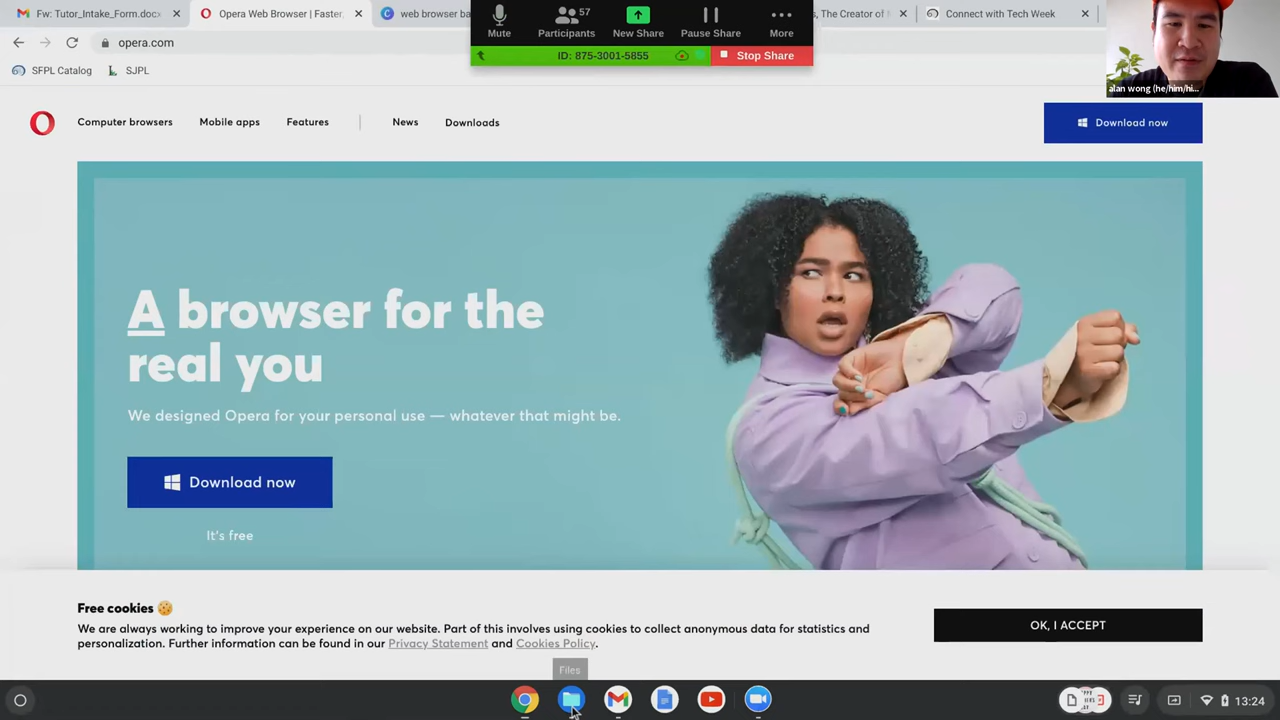 Fw: Tutor_Intake_Form.docx
Opera Web Browser | Faster,
web browser ba
s, The Creator of
Connect with Tech Week
57
Mute
Participants
New Share
Pause Share
More
ID: 875-3001-5855
Stop Share
opera.com
SFPL Catalog
SJPL
alan wong (he/him/hi...
Computer browsers
Mobile apps
Features
News
Downloads
Download now
A browser for the
real you
We designed Opera for your personal use — whatever that might be.
Download now
It's free
Free cookies
We are always working to improve your experience on our website. Part of this involves using cookies to collect anonymous data for statistics and
personalization. Further information can be found in our Privacy Statement and Cookies Policy.
OK, I ACCEPT
Files
13:24